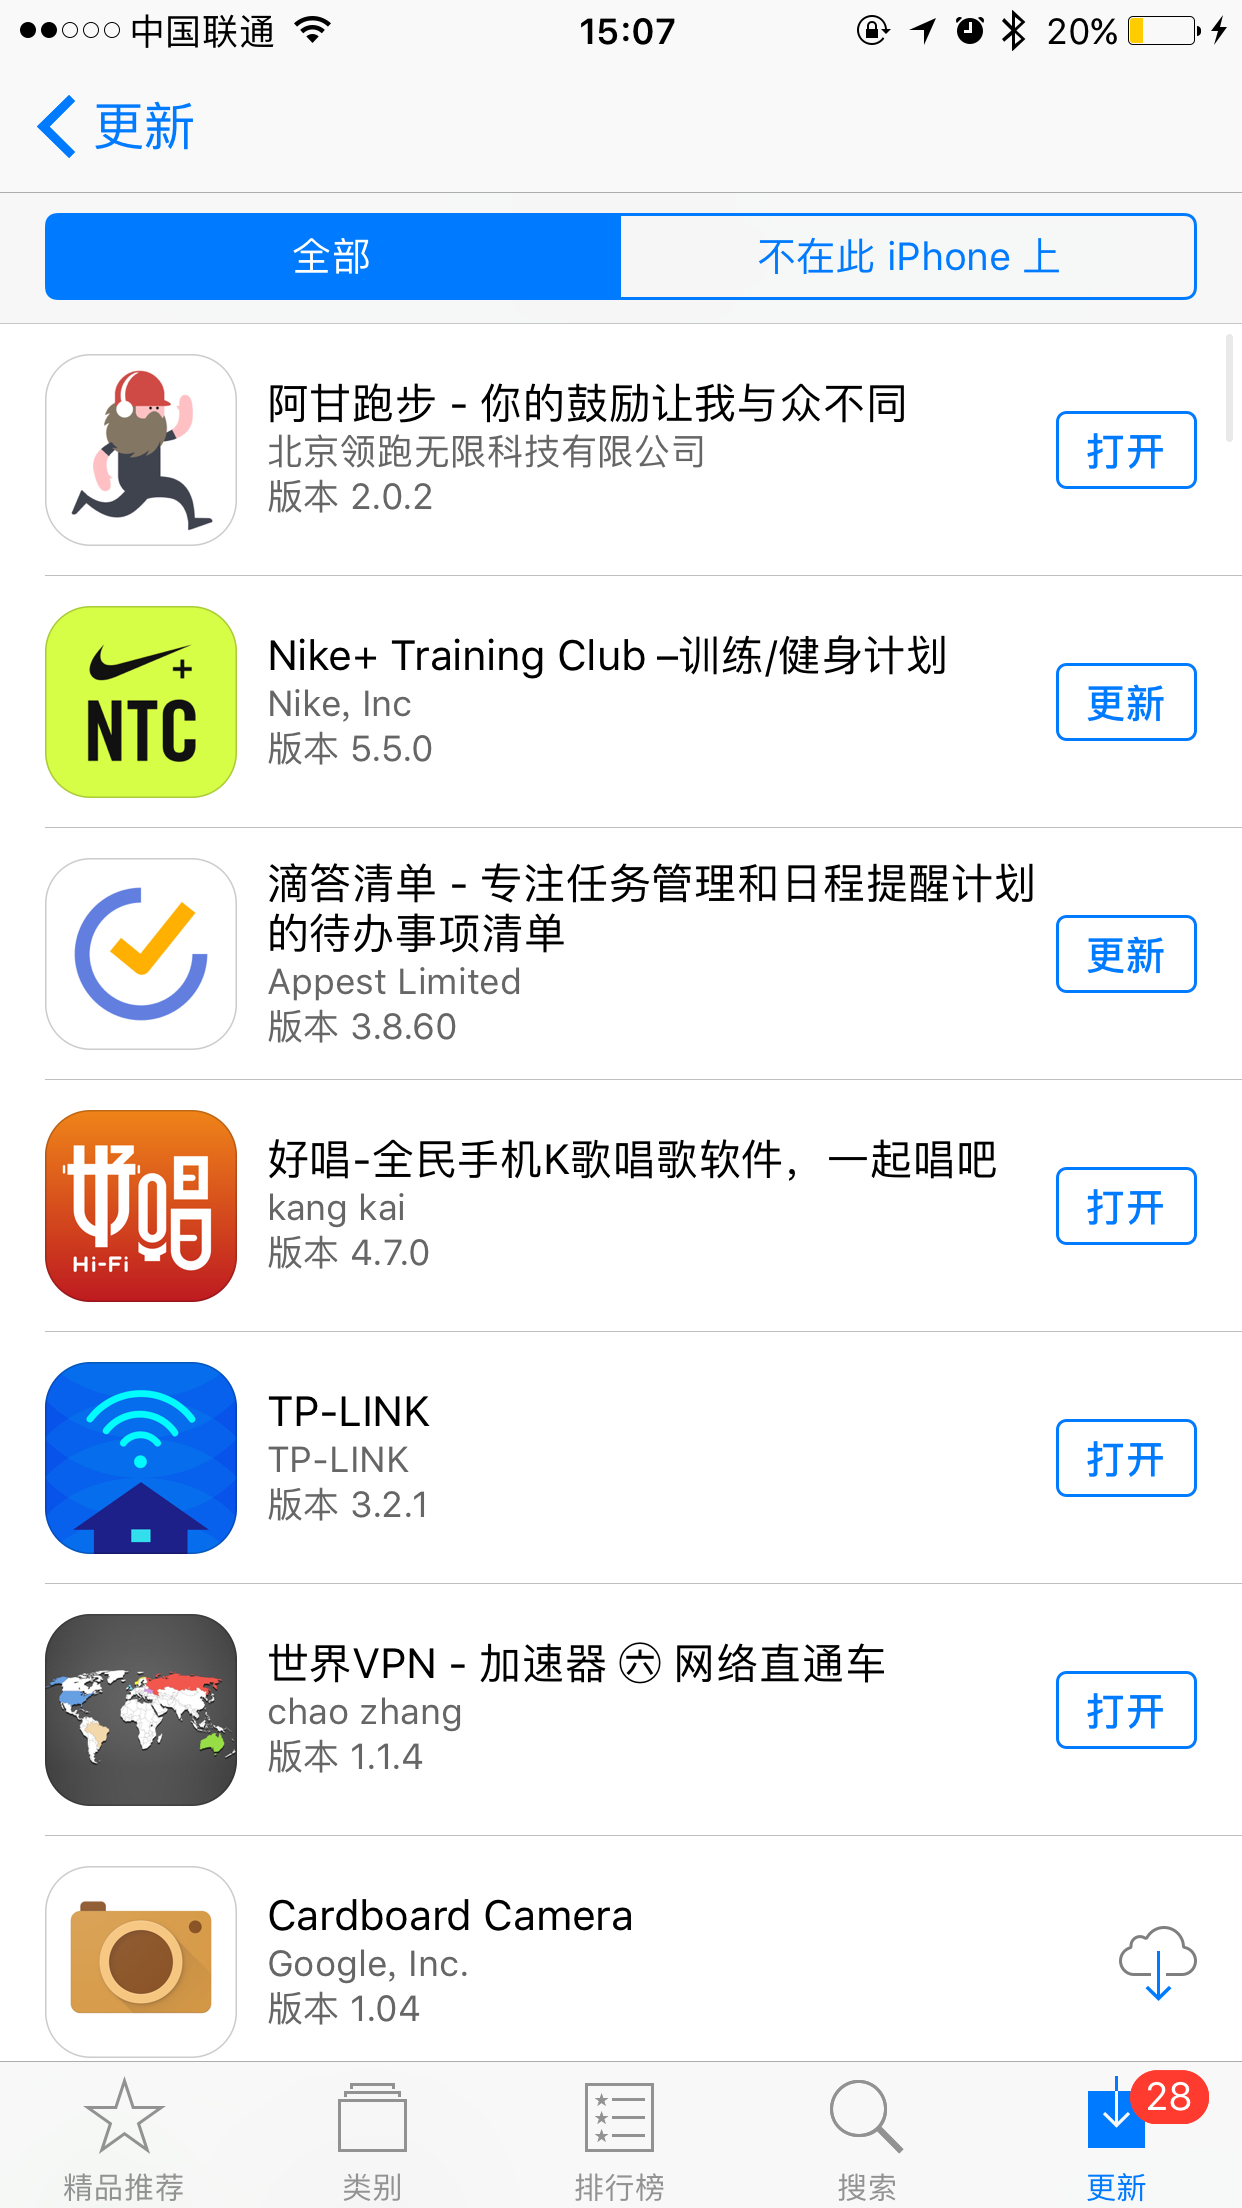 中国联通
15:07
20%
更新
全部
不在此 iPhone 上
阿甘跑步 - 你的鼓励让我与众不同
北京领跑无限科技有限公司
版本 2.0.2
打开
NTC
Nike+ Training Club –训练/健身计划
Nike, Inc
版本 5.5.0
更新
滴答清单 - 专注任务管理和日程提醒计划
的待办事项清单
Appest Limited
版本 3.8.60
更新
好唱
Hi-Fi
好唱-全民手机K歌唱歌软件，一起唱吧
kang kai
版本 4.7.0
打开
TP-LINK
TP-LINK
版本 3.2.1
打开
世界VPN - 加速器 ㊅ 网络直通车
chao zhang
版本 1.1.4
打开
Cardboard Camera
Google, Inc.
版本 1.04
28
精品推荐
类别
排行榜
搜索
更新